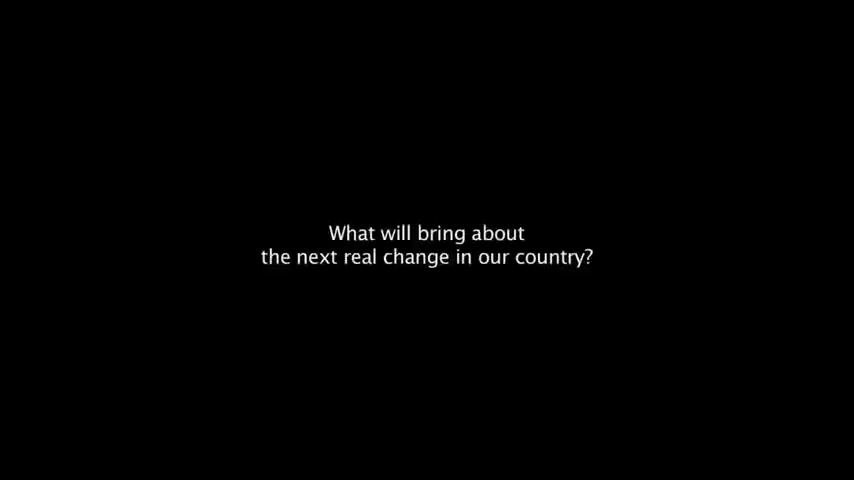 What will bring about
the next real change in our country?